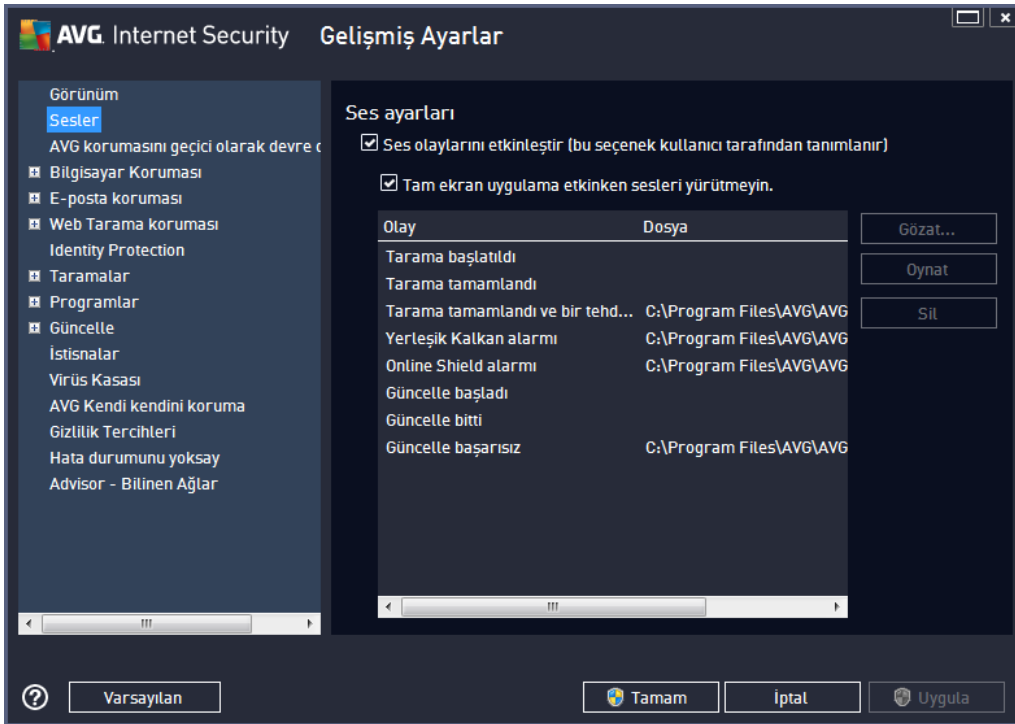 AVG. Internet Security Gelişmiş Ayarlar
Görünüm
Sesler
AVG korumasını geçici olarak devre
Bilgisayar Koruması
E-posta koruması
Web Tarama koruması
Identity Protection
Taramalar
Programlar
Güncelle
İstisnalar
Virüs Kasası
AVG Kendi kendini koruma
Gizlilik Tercihleri
Hata durumunu yoksay
Advisor - Bilinen Ağlar
Ses ayarları
Ses olaylarını etkinleştir (bu seçenek kullanıcı tarafından tanımlanır)
Tam ekran uygulama etkinken sesleri yürütmeyin.
Olay Dosya
Tarama başlatıldı
Tarama tamamlandı
Tarama tamamlandı ve bir tehd... C:\Program Files\AVG\AVG
Yerleşik Kalkan alarmı C:\Program Files\AVG\AVG
Online Shield alarmı C:\Program Files\AVG\AVG
Güncelle başladı
Güncelle bitti
Güncelle başarısız C:\Program Files\AVG\AVG
Gözat...
Oynat
Sil
Varsayılan
Tamam
İptal
Uygula